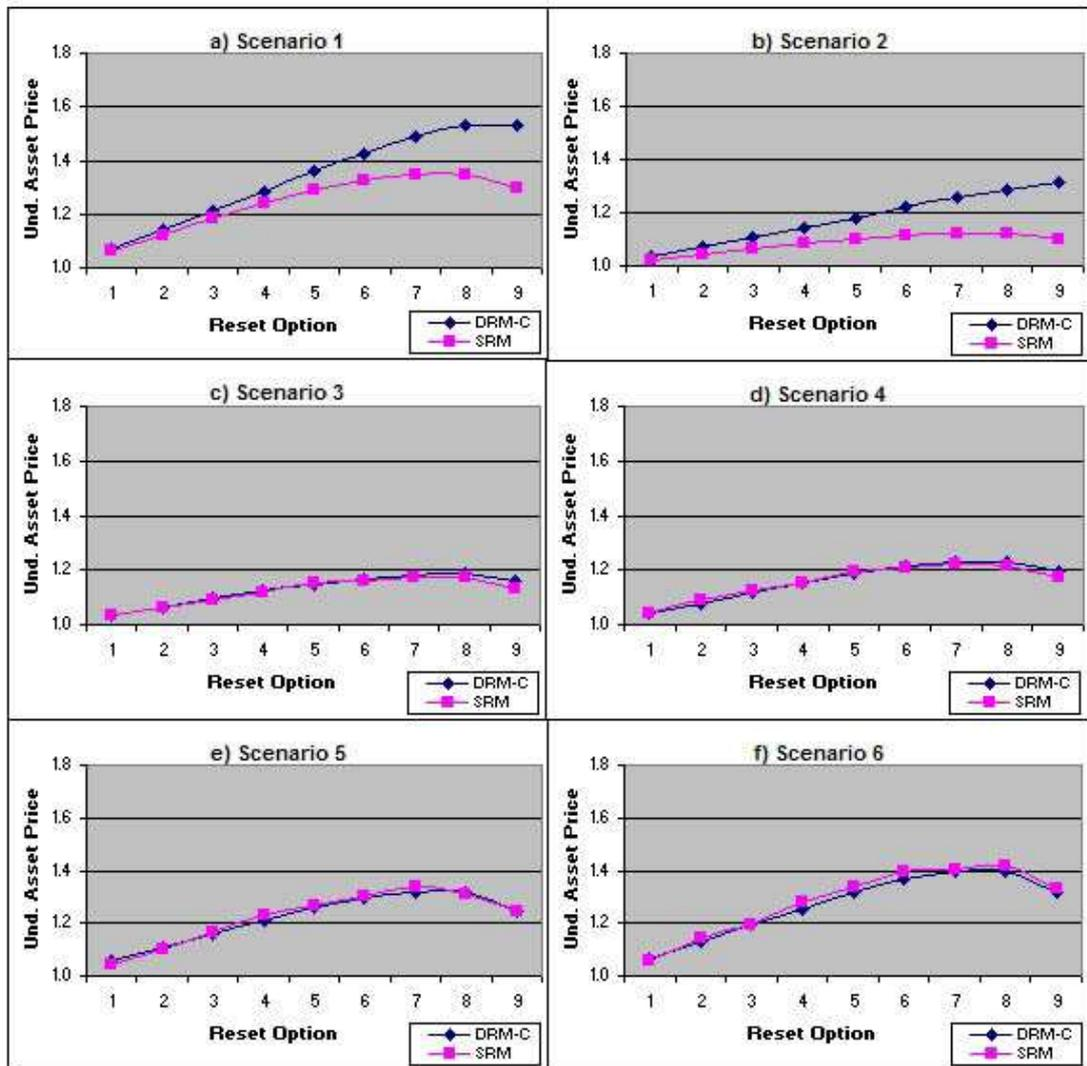 a) Scenario 1
Und. Asset Price
1.8
1.6
1.4
1.2
1.0
1 2 3 4 5 6 7 8 9
Reset Option
DRM-C
SRM
b) Scenario 2
Und. Asset Price
1.8
1.6
1.4
1.2
1.0
1 2 3 4 5 6 7 8 9
Reset Option
DRM-C
SRM
c) Scenario 3
Und. Asset Price
1.8
1.6
1.4
1.2
1.0
1 2 3 4 5 6 7 8 9
Reset Option
DRM-C
SRM
d) Scenario 4
Und. Asset Price
1.8
1.6
1.4
1.2
1.0
1 2 3 4 5 6 7 8 9
Reset Option
DRM-C
SRM
e) Scenario 5
Und. Asset Price
1.8
1.6
1.4
1.2
1.0
1 2 3 4 5 6 7 8 9
Reset Option
DRM-C
SRM
f) Scenario 6
Und. Asset Price
1.8
1.6
1.4
1.2
1.0
1 2 3 4 5 6 7 8 9
Reset Option
DRM-C
SRM